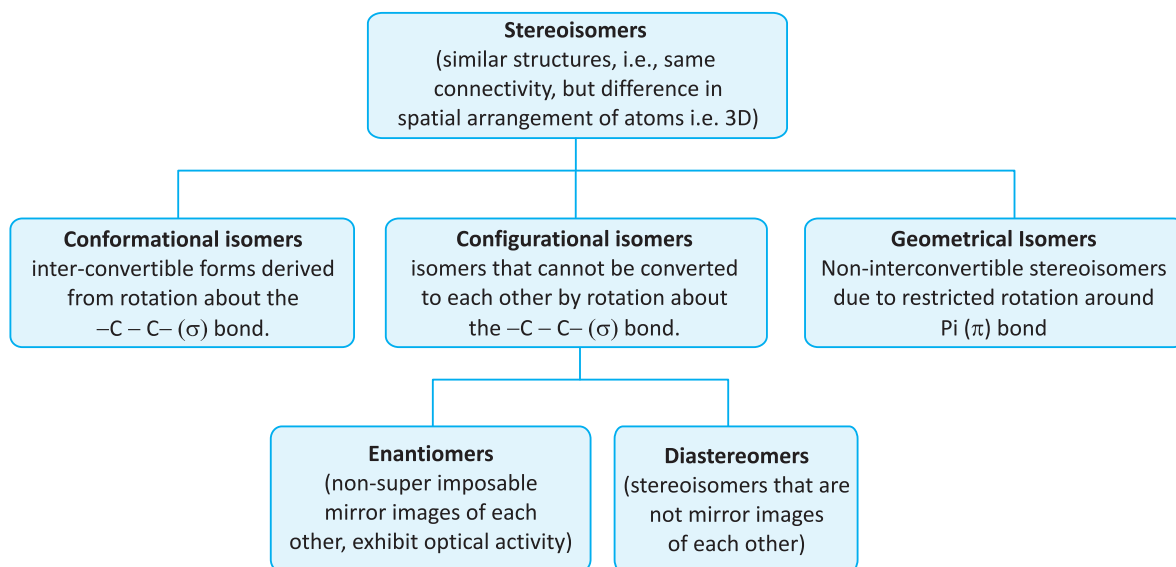 Stereoisomers
(similar structures, i.e., same
connectivity, but difference in
spatial arrangement of atoms i.e. 3D)
Conformational isomers
inter-convertible forms derived
from rotation about the
–C – C– (σ) bond.
Configurational isomers
isomers that cannot be converted
to each other by rotation about
the –C – C– (σ) bond.
Geometrical Isomers
Non-interconvertible stereoisomers
due to restricted rotation around
Pi (π) bond
Enantiomers
(non-super imposable
mirror images of each
other, exhibit optical activity)
Diastereomers
(stereoisomers that are
not mirror images
of each other)